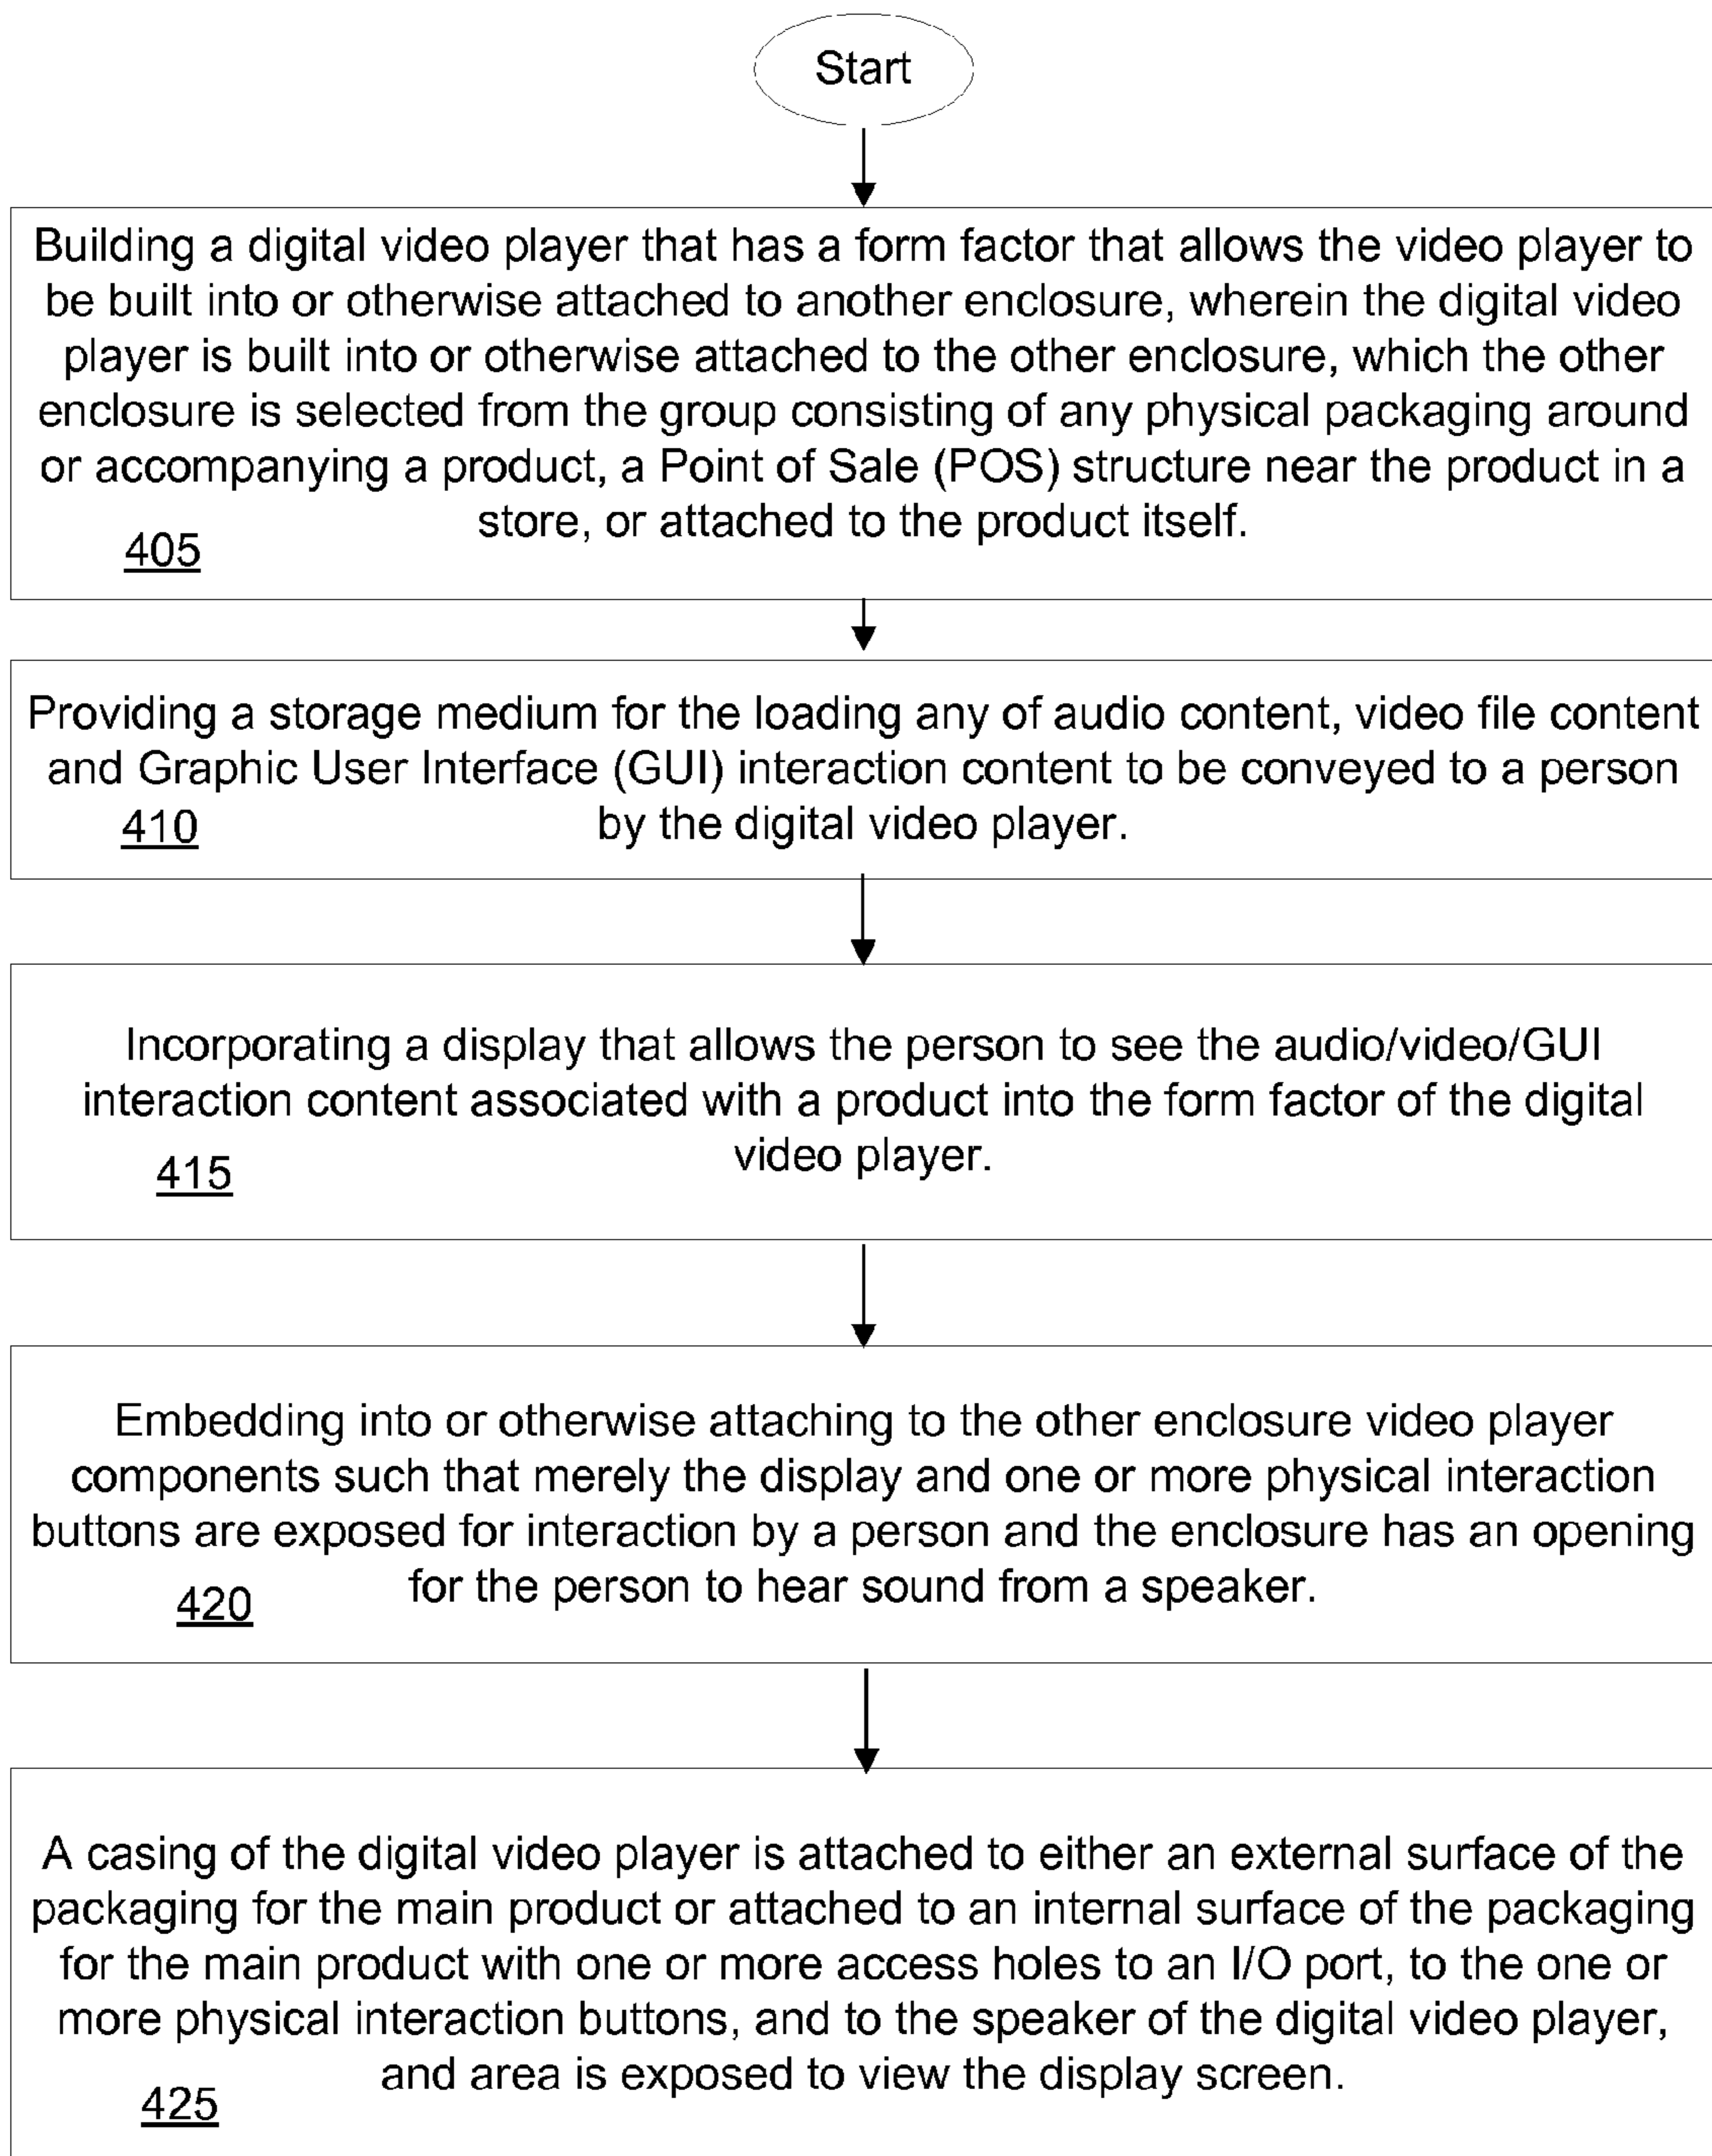 Start
Building a digital video player that has a form factor that allows the video player to
be built into or otherwise attached to another enclosure, wherein the digital video
player is built into or otherwise attached to the other enclosure, which the other
enclosure is selected from the group consisting of any physical packaging around
or accompanying a product, a Point of Sale (POS) structure near the product in a
store, or attached to the product itself.
405
Providing a storage medium for the loading any of audio content, video file content
and Graphic User Interface (GUI) interaction content to be conveyed to a person
by the digital video player.
410
Incorporating a display that allows the person to see the audio/video/GUI
interaction content associated with a product into the form factor of the digital
video player.
415
Embedding into or otherwise attaching to the other enclosure video player
components such that merely the display and one or more physical interaction
buttons are exposed for interaction by a person and the enclosure has an opening
for the person to hear sound from a speaker.
420
A casing of the digital video player is attached to either an external surface of the
packaging for the main product or attached to an internal surface of the packaging
for the main product with one or more access holes to an I/O port, to the one or
more physical interaction buttons, and to the speaker of the digital video player,
and area is exposed to view the display screen.
425